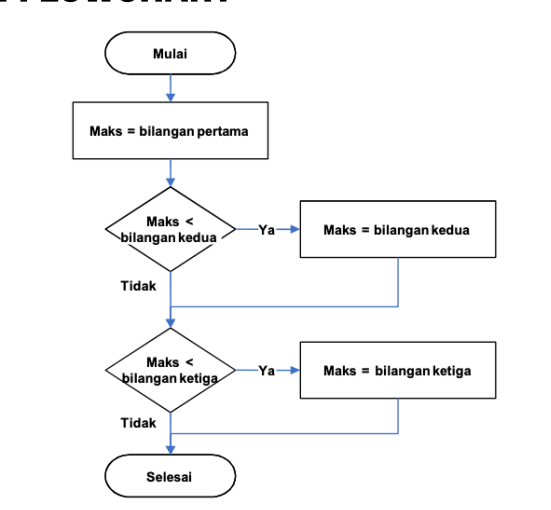 Mulai
Maks = bilangan pertama
Maks <
bilangan kedua
Ya
Maks = bilangan kedua
Tidak
Maks <
bilangan ketiga
Ya
Maks = bilangan ketiga
Tidak
Selesai